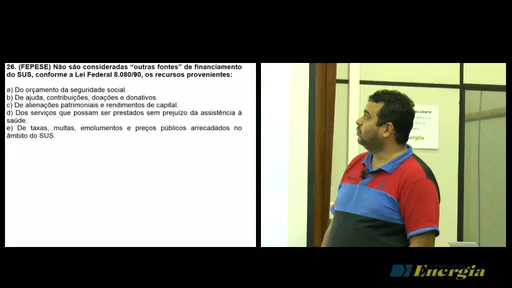 26. (FEPESE) Não são consideradas “outras fontes” de financiamento
do SUS, conforme a Lei Federal 8.080/90, os recursos provenientes:
a) Do orçamento da seguridade social.
b) De ajuda, contribuições, doações e donativos.
c) De alienações patrimoniais e rendimentos de capital.
d) Dos serviços que possam ser prestados sem prejuízo da assistência à
saúde.
e) De taxas, multas, emolumentos e preços públicos arrecadados no
âmbito do SUS.
Energia
Energia